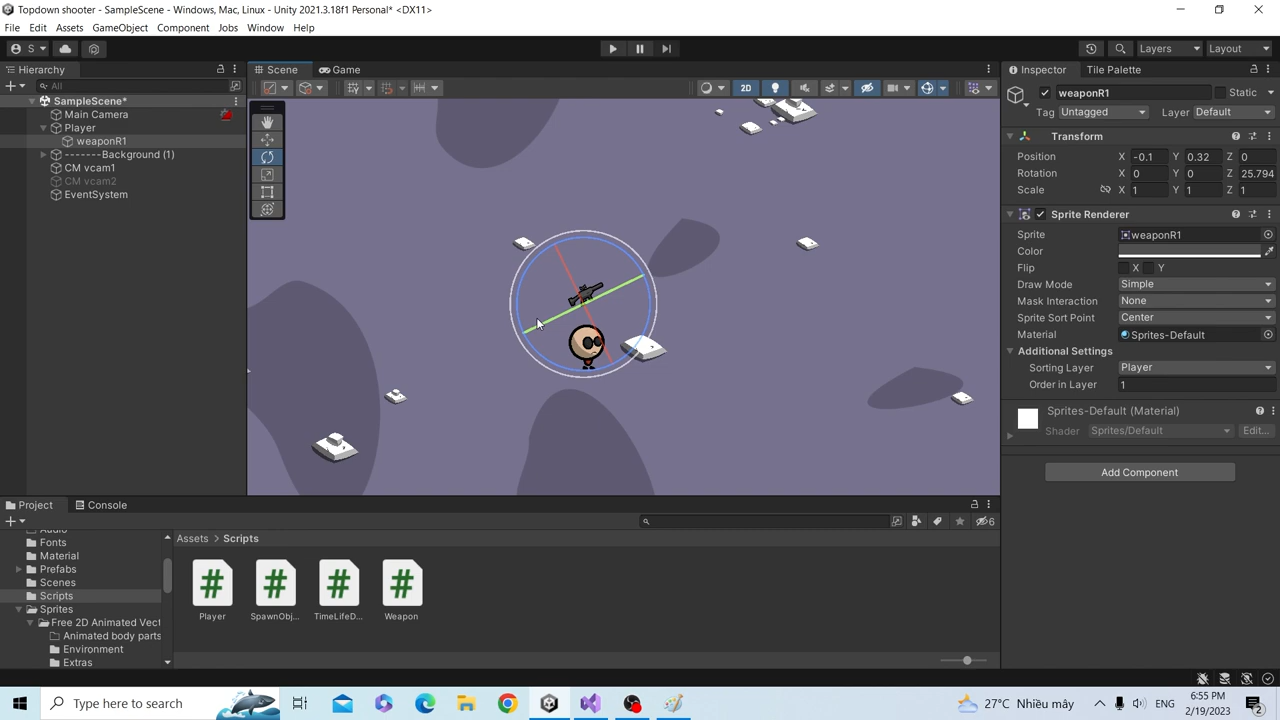 Topdown shooter - SampleScene - Windows, Mac, Linux - Unity 2021.3.18f1 Personal* <DX11>
File Edit Assets GameObject Component Jobs Window Help
S Layers Layout
Hierarchy Scene Game Inspector Tile Palette
All 2D weaponR1 Static
SampleScene* Tag Untagged Layer Default
Main Camera
Player Transform
weaponR1 Position X -0.1 Y 0.32 Z 0
-------Background (1) Rotation X 0 Y 0 Z 25.794
CM vcam1 Scale X 1 Y 1 Z 1
CM vcam2
EventSystem Sprite Renderer
Sprite weaponR1
Color
Flip X Y
Draw Mode Simple
Mask Interaction None
Sprite Sort Point Center
Material Sprites-Default
Additional Settings
Sorting Layer Player
Order in Layer 1
Sprites-Default (Material)
Shader Sprites/Default Edit...
Add Component
Project Console
6
Audio Assets > Scripts
Fonts
Material
Prefabs
Scenes
Scripts
Sprites Player SpawnObj... TimeLifeD... Weapon
Free 2D Animated Vect
Animated body parts
Environment
Extras
Type here to search 27°C Nhiều mây ENG 6:55 PM
2/19/2023 2